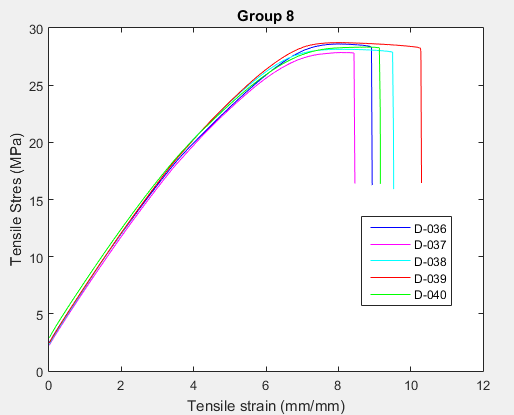 Group 8
30
25
20
15
10
5
0
Tensile Stres (MPa)
D-036
D-037
D-038
D-039
D-040
0 2 4 6 8 10 12
Tensile strain (mm/mm)